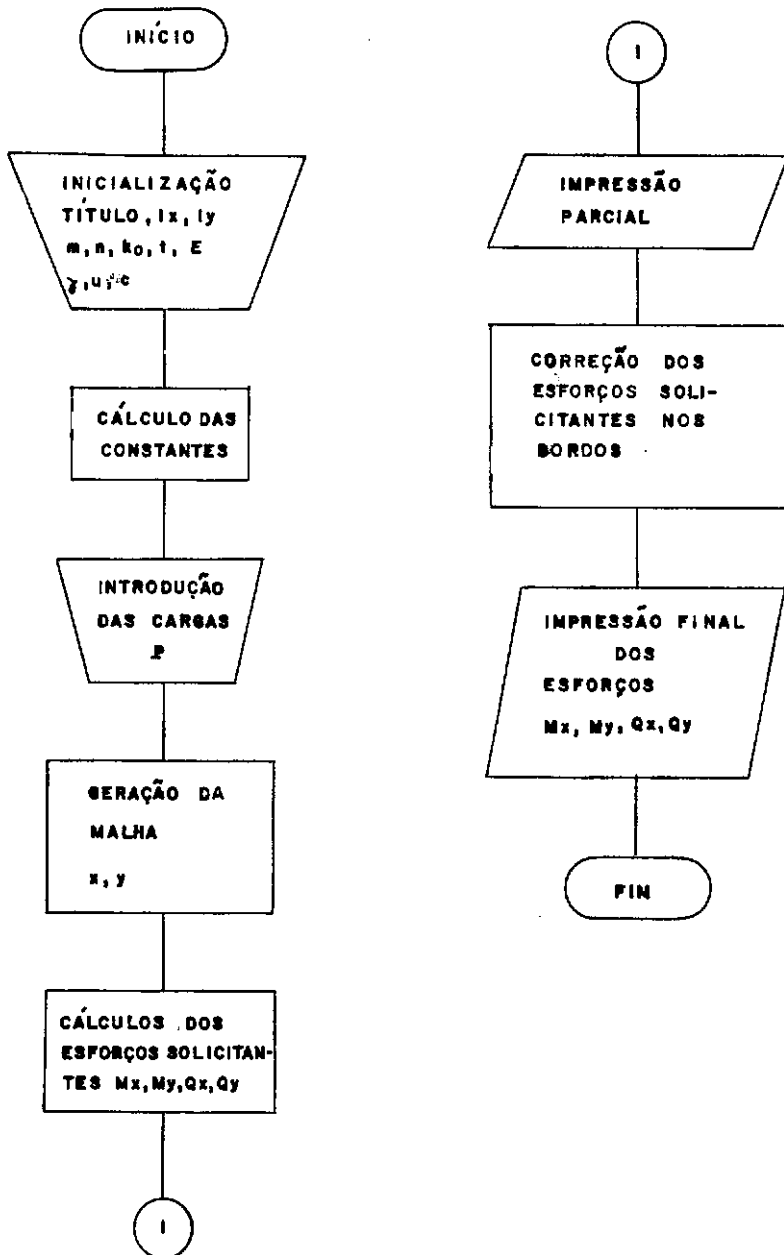 INÍCIO
INICIALIZAÇÃO
TÍTULO, lx, ly
m, n, k₀, t, E
γ, u, c
CÁLCULO DAS
CONSTANTES
INTRODUÇÃO
DAS CARGAS
P
GERAÇÃO DA
MALHA
x, y
CÁLCULOS DOS
ESFORÇOS SOLICITAN-
TES Mx, My, Qx, Qy
I
I
IMPRESSÃO
PARCIAL
CORREÇÃO DOS
ESFORÇOS SOLI-
CITANTES NOS
BORDOS
IMPRESSÃO FINAL
DOS
ESFORÇOS
Mx, My, Qx, Qy
FIM